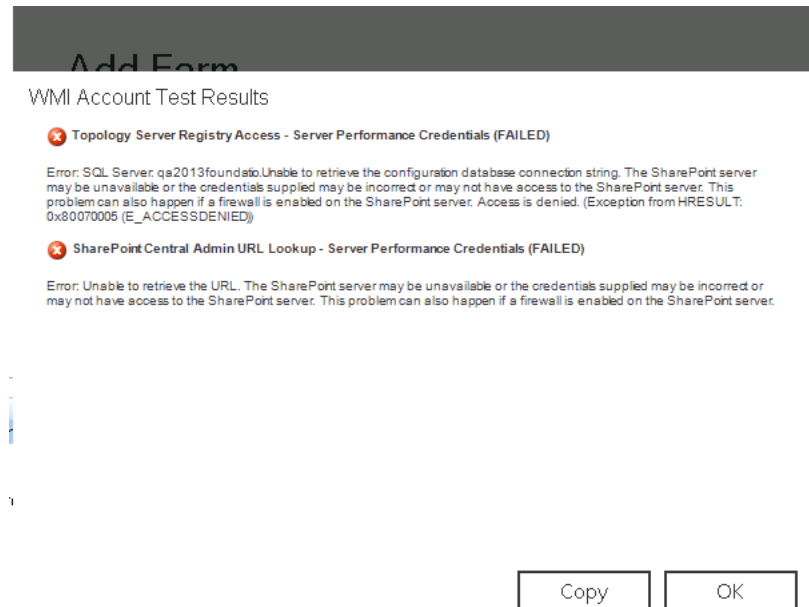 Add Farm
WMI Account Test Results
Topology Server Registry Access - Server Performance Credentials (FAILED)
Error: SQL Server: qa2013foundatio.Unable to retrieve the configuration database connection string. The SharePoint server
may be unavailable or the credentials supplied may be incorrect or may not have access to the SharePoint server. This
problem can also happen if a firewall is enabled on the SharePoint server. Access is denied. (Exception from HRESULT:
0x80070005 (E_ACCESSDENIED))
SharePoint Central Admin URL Lookup - Server Performance Credentials (FAILED)
Error: Unable to retrieve the URL. The SharePoint server may be unavailable or the credentials supplied may be incorrect or
may not have access to the SharePoint server. This problem can also happen if a firewall is enabled on the SharePoint server.
Copy
OK